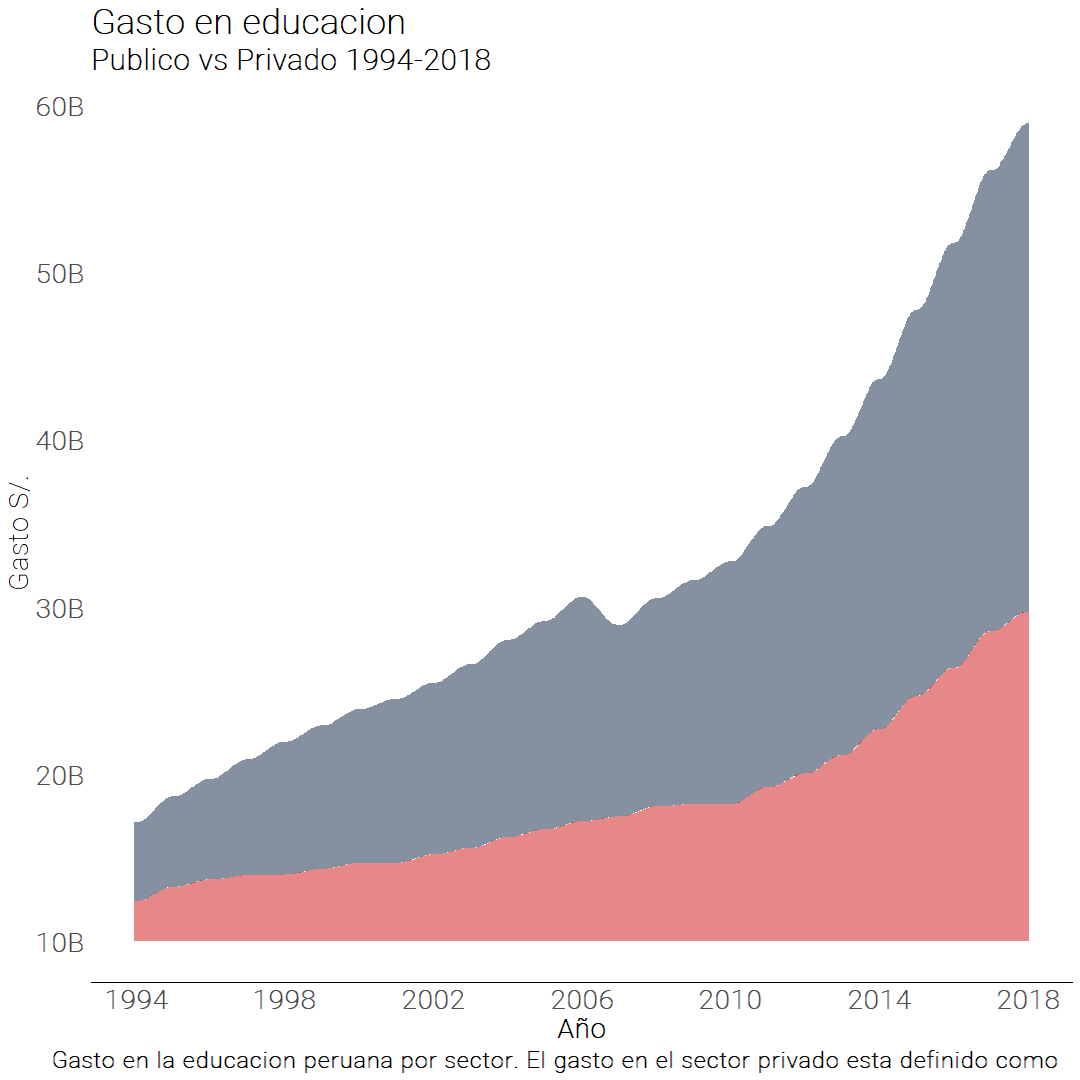 Gasto en educacion
Publico vs Privado 1994-2018
60B
50B
40B
30B
20B
10B
Gasto S/.
1994 1998 2002 2006 2010 2014 2018
Año
Gasto en la educacion peruana por sector. El gasto en el sector privado esta definido como